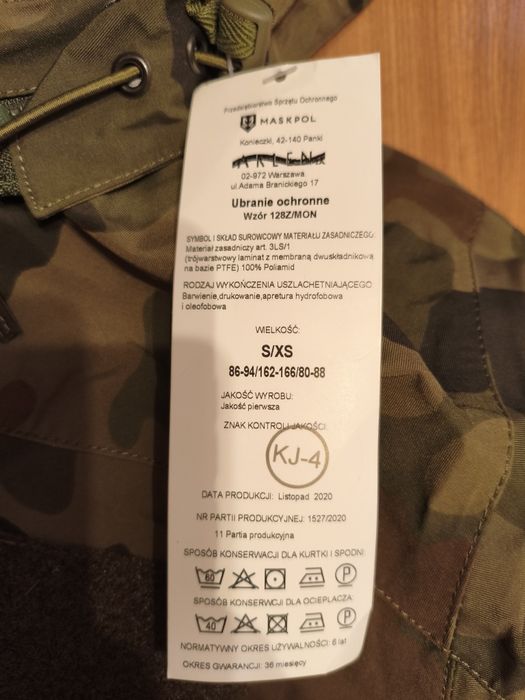 Przedsiębiorstwo Sprzętu Ochronnego
MASKPOL
Konieczki, 42-140 Panki
ARLEN
02-972 Warszawa
ul.Adama Branickiego 17
Ubranie ochronne
Wzór 128Z/MON
SYMBOL I SKŁAD SUROWCOWY MATERIAŁU ZASADNICZEGO:
Materiał zasadniczy art. 3LS/1
(trójwarstwowy laminat z membraną dwuskładnikową
na bazie PTFE) 100% Poliamid
RODZAJ WYKOŃCZENIA USZLACHETNIAJĄCEGO:
Barwienie,drukowanie,apretura hydrofobowa
i oleofobowa
WIELKOŚĆ:
S/XS
86-94/162-166/80-88
JAKOŚĆ WYROBU:
Jakość pierwsza
ZNAK KONTROLI JAKOŚCI:
KJ-4
DATA PRODUKCJI: Listopad 2020
NR PARTII PRODUKCYJNEJ: 1527/2020
11 Partia produkcyjna
SPOSÓB KONSERWACJI DLA KURTKI I SPODNI:
60 P
SPOSÓB KONSERWCJI DLA OCIEPLACZA:
40 P
NORMATYWNY OKRES UŻYWALNOŚCI: 6 lat
OKRES GWARANCJI: 36 miesięcy